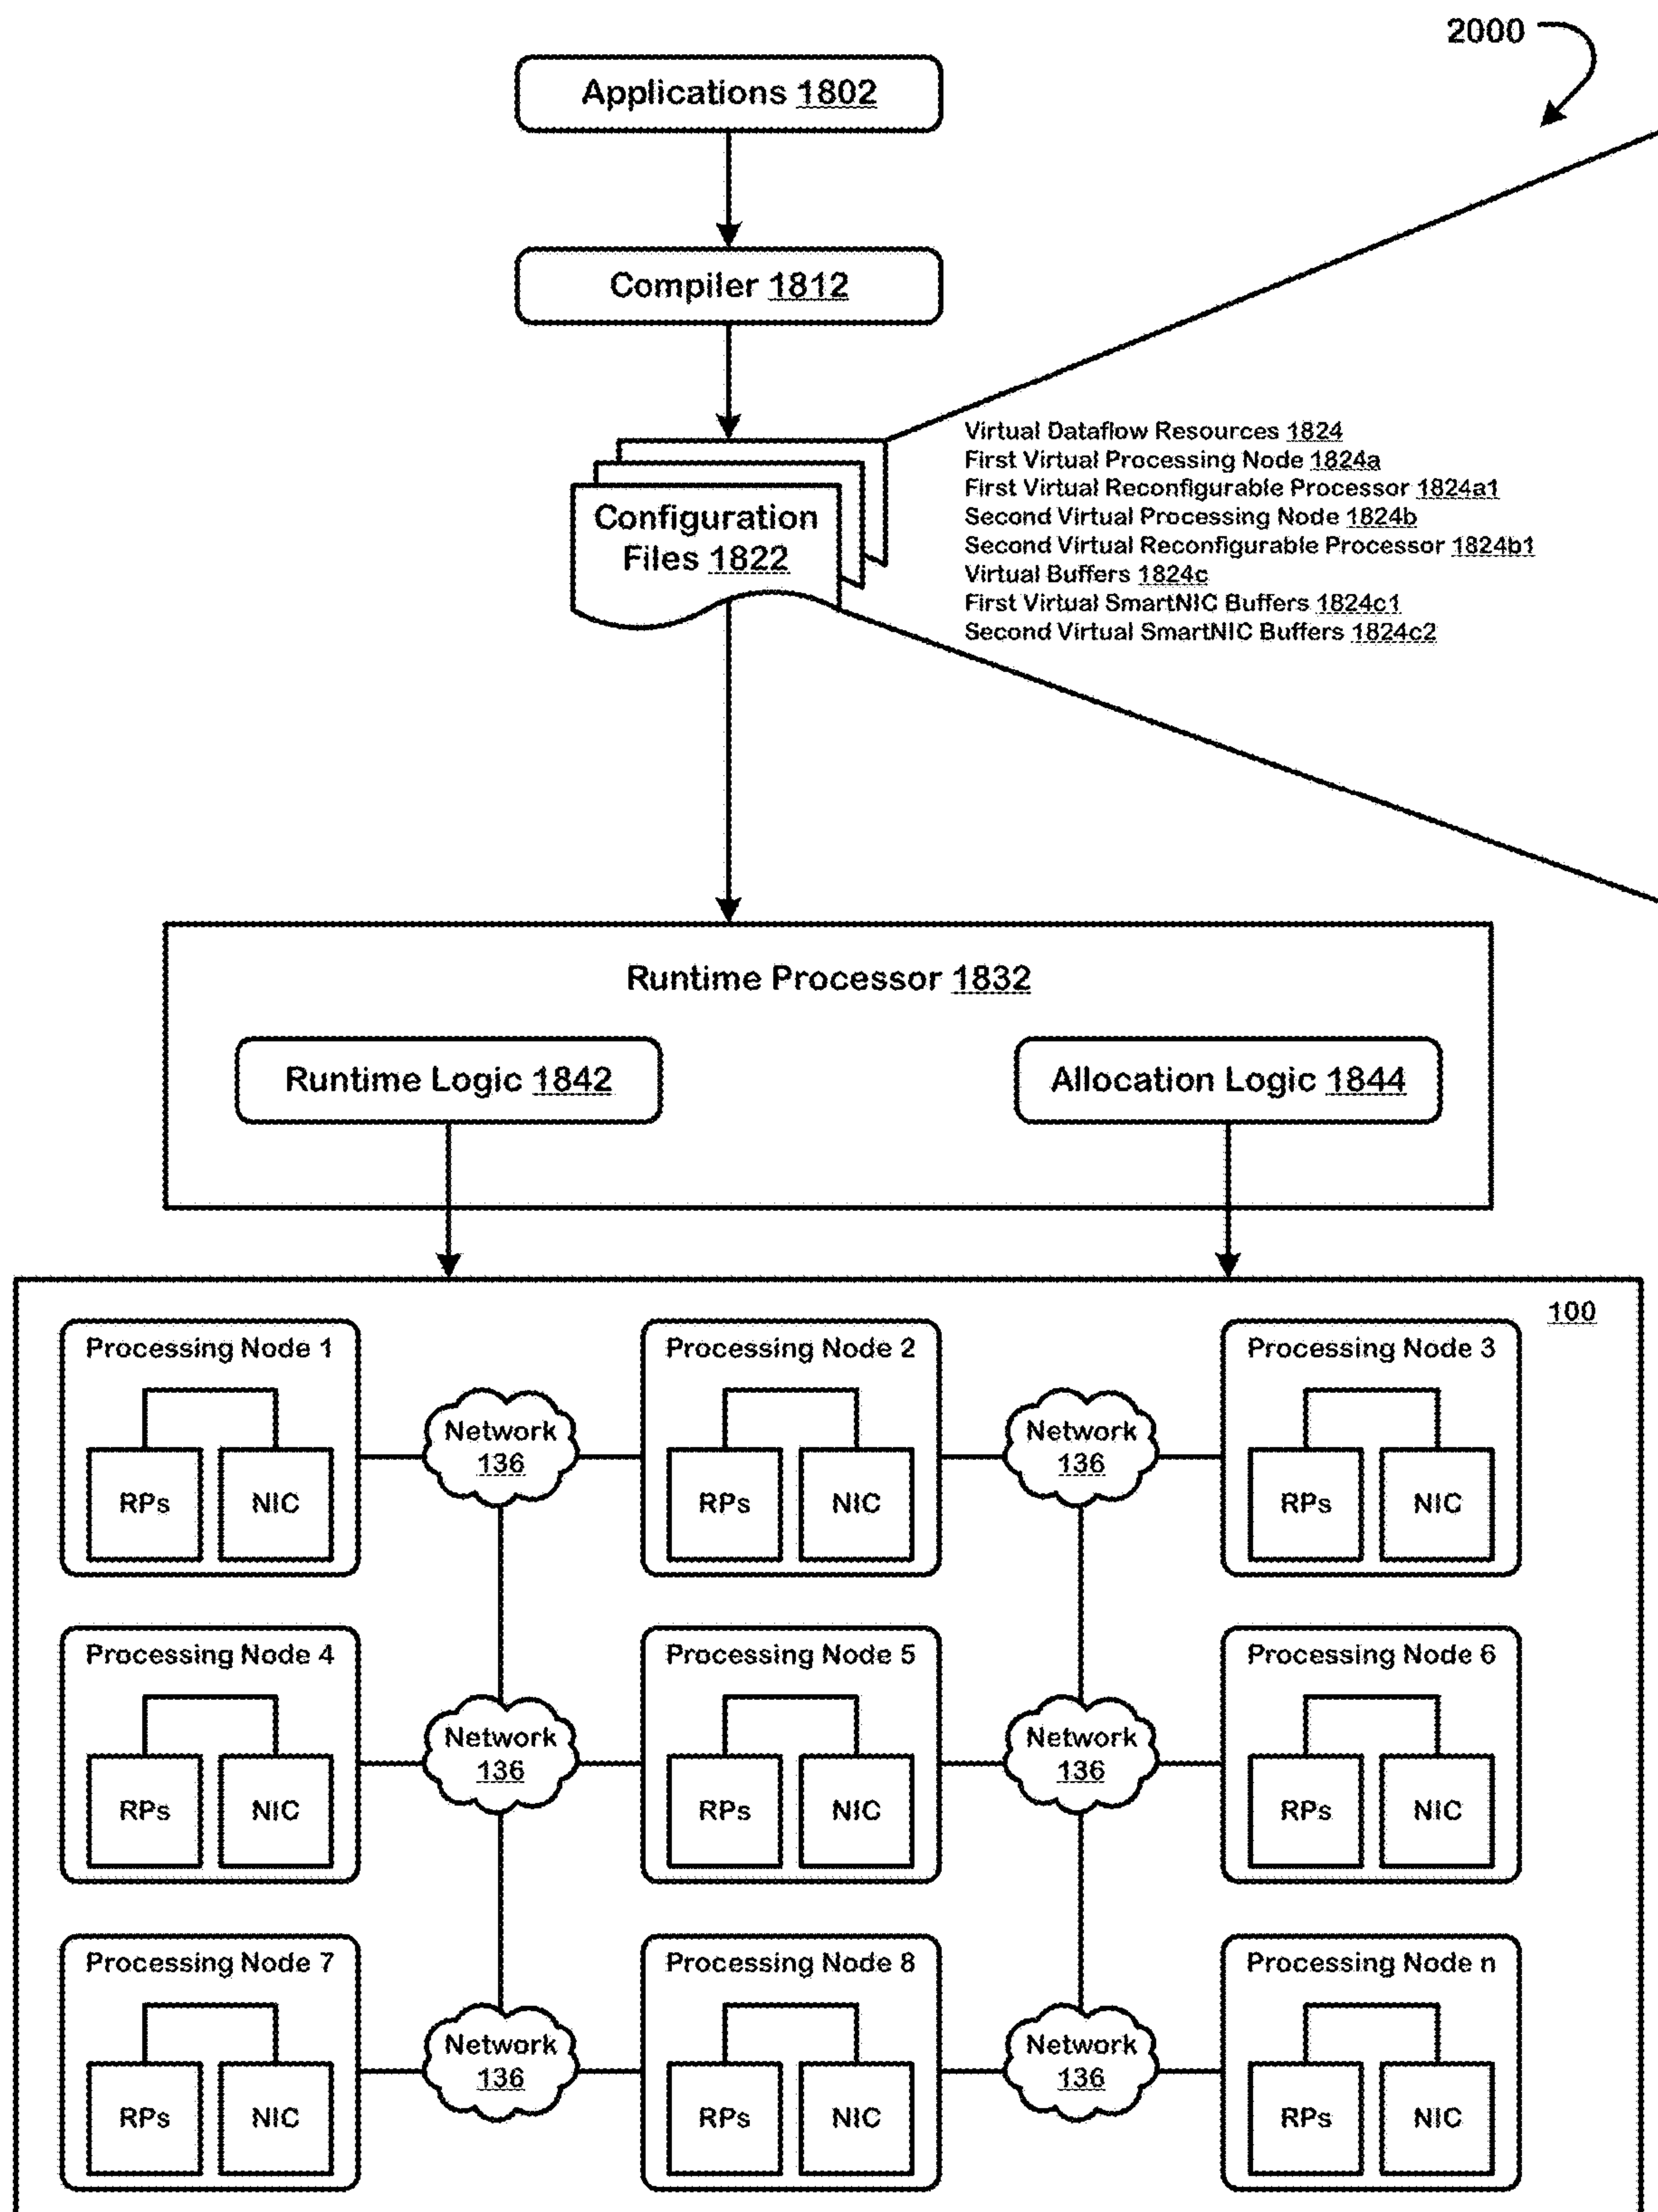 2000
Applications 1802
Compiler 1812
Configuration
Files 1822
Virtual Dataflow Resources 1824
First Virtual Processing Node 1824a
First Virtual Reconfigurable Processor 1824a1
Second Virtual Processing Node 1824b
Second Virtual Reconfigurable Processor 1824b1
Virtual Buffers 1824c
First Virtual SmartNIC Buffers 1824c1
Second Virtual SmartNIC Buffers 1824c2
Runtime Processor 1832
Runtime Logic 1842
Allocation Logic 1844
100
Processing Node 1
RPs
NIC
Network
136
Processing Node 2
RPs
NIC
Network
136
Processing Node 3
RPs
NIC
Processing Node 4
RPs
NIC
Network
136
Processing Node 5
RPs
NIC
Network
136
Processing Node 6
RPs
NIC
Processing Node 7
RPs
NIC
Network
136
Processing Node 8
RPs
NIC
Network
136
Processing Node n
RPs
NIC